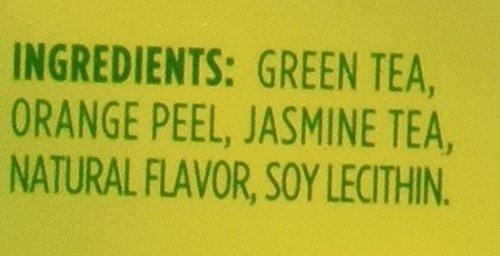 INGREDIENTS: GREEN TEA,
ORANGE PEEL, JASMINE TEA,
NATURAL FLAVOR, SOY LECITHIN.